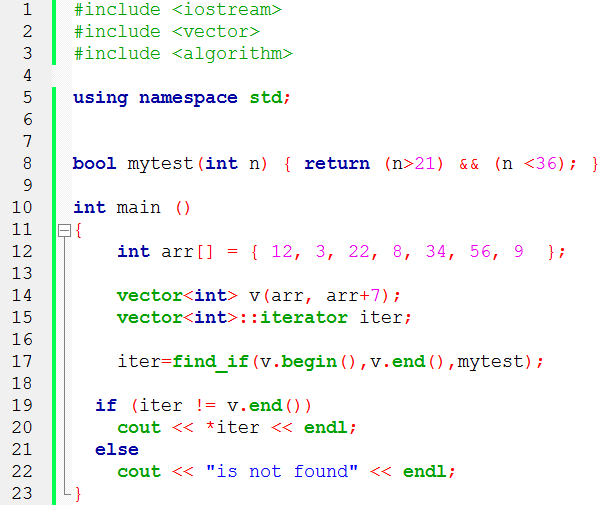 1 #include <iostream>
2 #include <vector>
3 #include <algorithm>
4
5 using namespace std;
6
7
8 bool mytest(int n) { return (n>21) && (n <36); }
9
10 int main ()
11 {
12 int arr[] = { 12, 3, 22, 8, 34, 56, 9  };
13
14 vector<int> v(arr, arr+7);
15 vector<int>::iterator iter;
16
17 iter=find_if(v.begin(),v.end(),mytest);
18
19 if (iter != v.end())
20 cout << *iter << endl;
21 else
22 cout << "is not found" << endl;
23 }